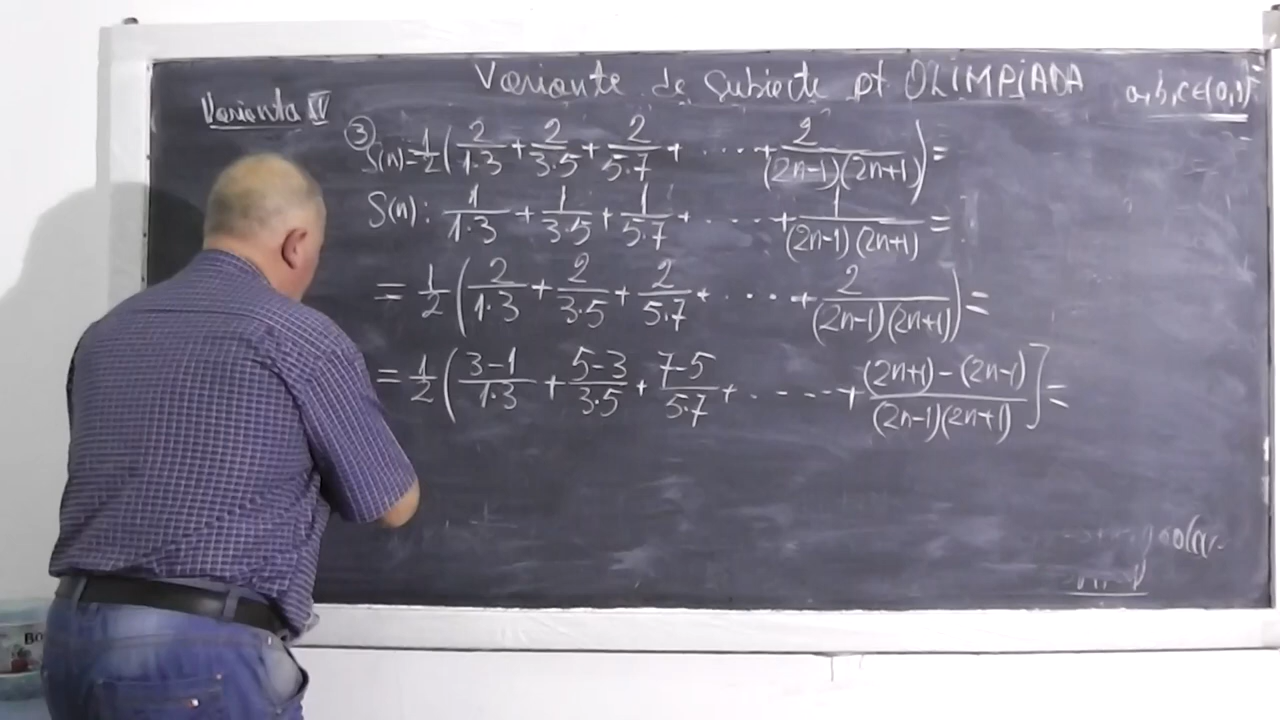 Variante de subiecte pt OLIMPIADA
a,b,c∈(0,1)
Varianta IV
③
S(n)=1/2(2/1·3+2/3·5+2/5·7+.....+2/(2n-1)(2n+1))=
S(n): 1/1·3+1/3·5+1/5·7+.....+1/(2n-1)(2n+1)=
=1/2(2/1·3+2/3·5+2/5·7+.....+2/(2n-1)(2n+1))=
=1/2(3-1/1·3+5-3/3·5+7-5/5·7+......+(2n+1)-(2n-1)/(2n-1)(2n+1)]=